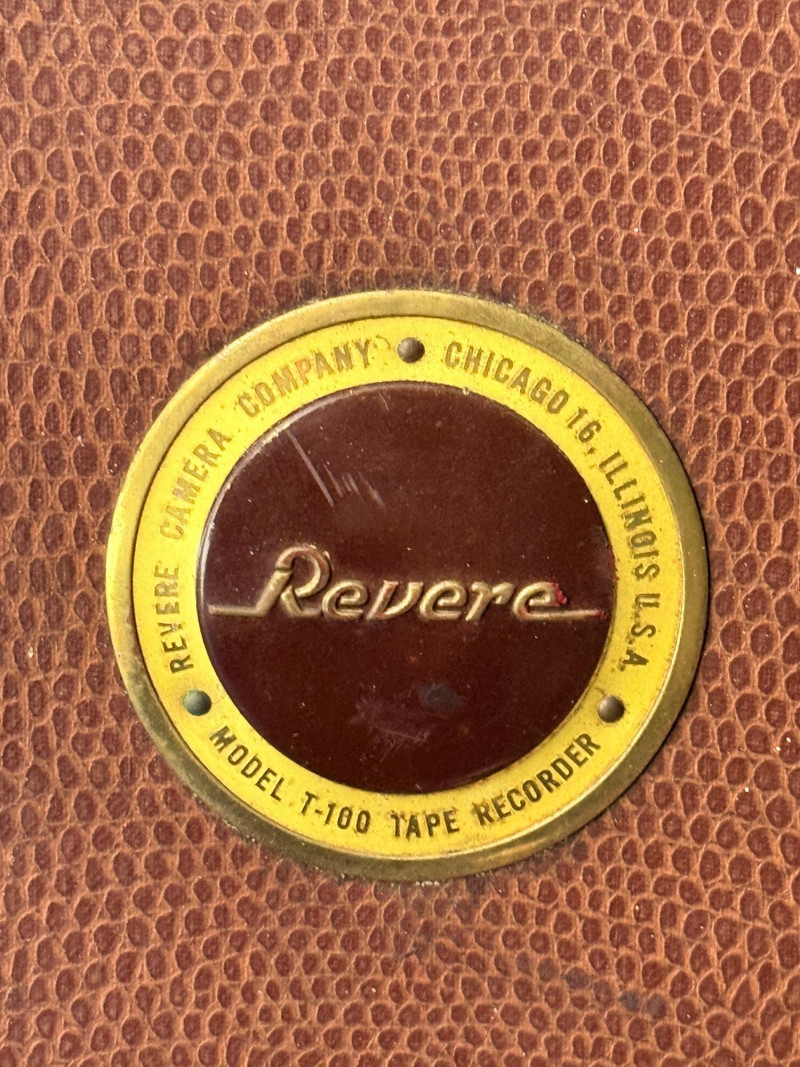 REVERE CAMERA COMPANY
CHICAGO 16, ILLINOIS U.S.A.
Revere
MODEL T-100 TAPE RECORDER